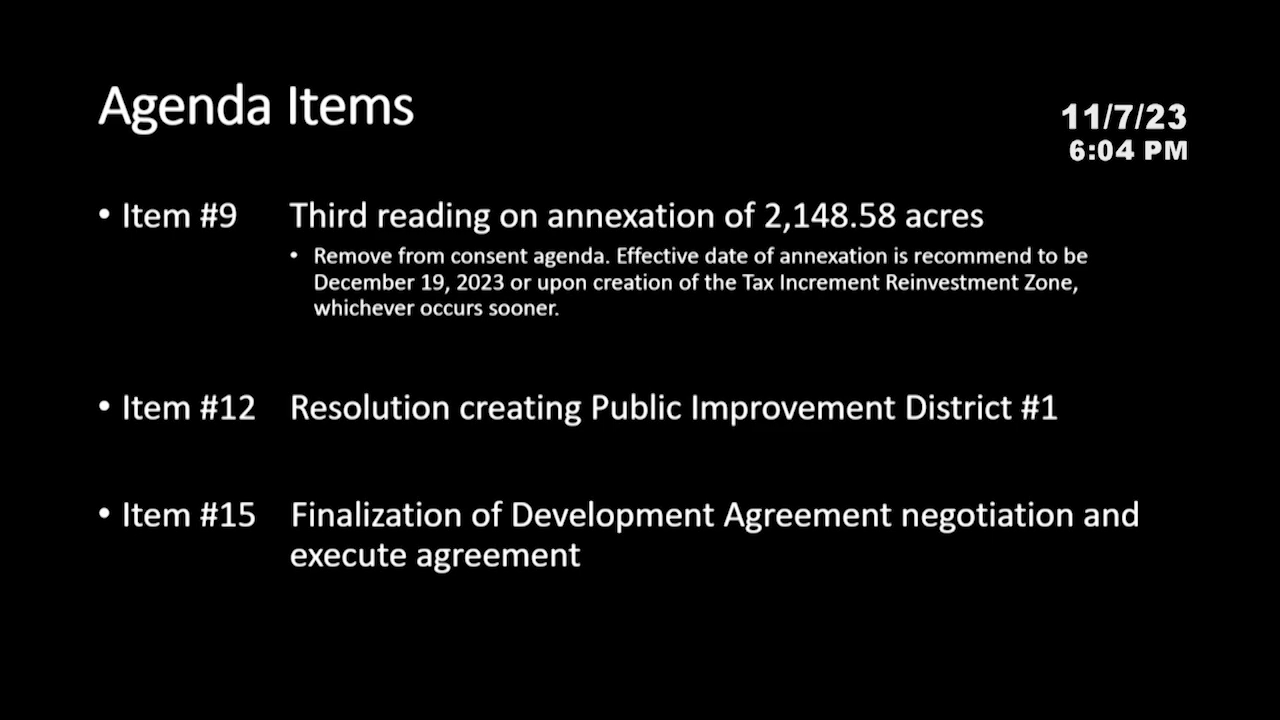 Agenda Items
11/7/23
6:04 PM
• Item #9 Third reading on annexation of 2,148.58 acres
• Remove from consent agenda. Effective date of annexation is recommend to be
December 19, 2023 or upon creation of the Tax Increment Reinvestment Zone,
whichever occurs sooner.
• Item #12 Resolution creating Public Improvement District #1
• Item #15 Finalization of Development Agreement negotiation and
execute agreement